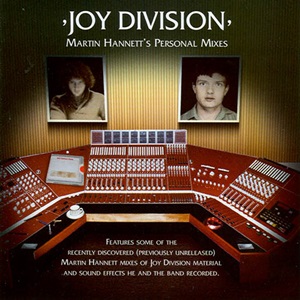 'JOY DIVISION'
MARTIN HANNETT'S PERSONAL MIXES
FEATURES SOME OF THE
RECENTLY DISCOVERED (PREVIOUSLY UNRELEASED)
MARTIN HANNETT MIXES OF JOY DIVISION MATERIAL
AND SOUND EFFECTS HE AND THE BAND RECORDED.